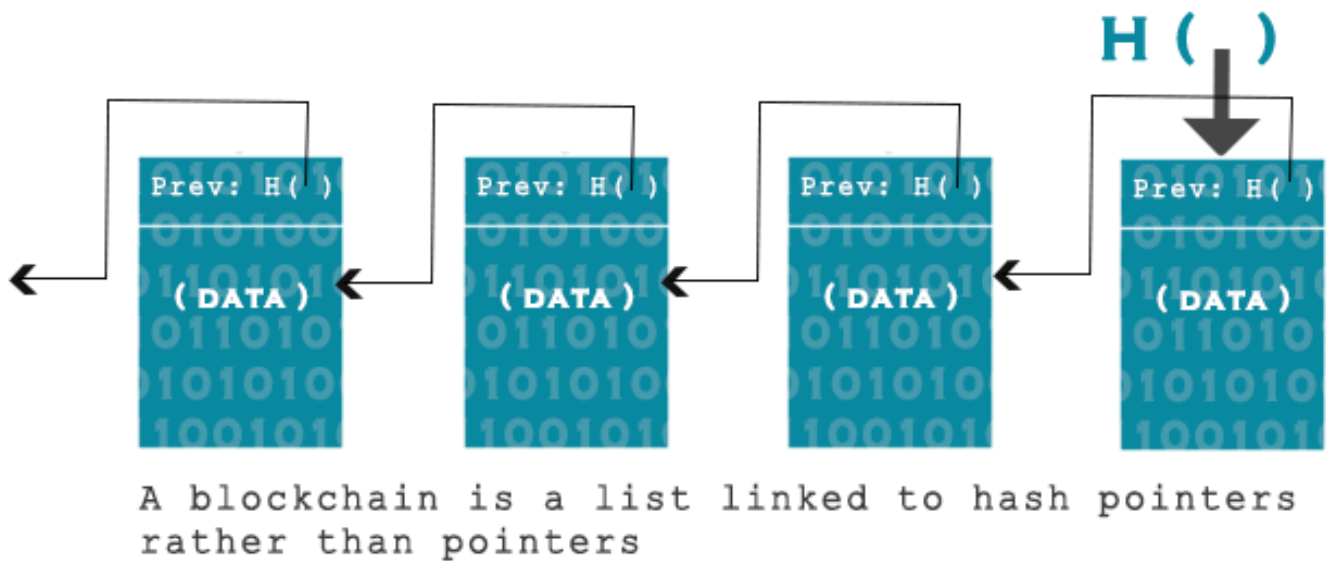 H ( )
Prev: H( ) Prev: H( ) Prev: H( ) Prev: H( )
(DATA) (DATA) (DATA) (DATA)
A blockchain is a list linked to hash pointers
rather than pointers